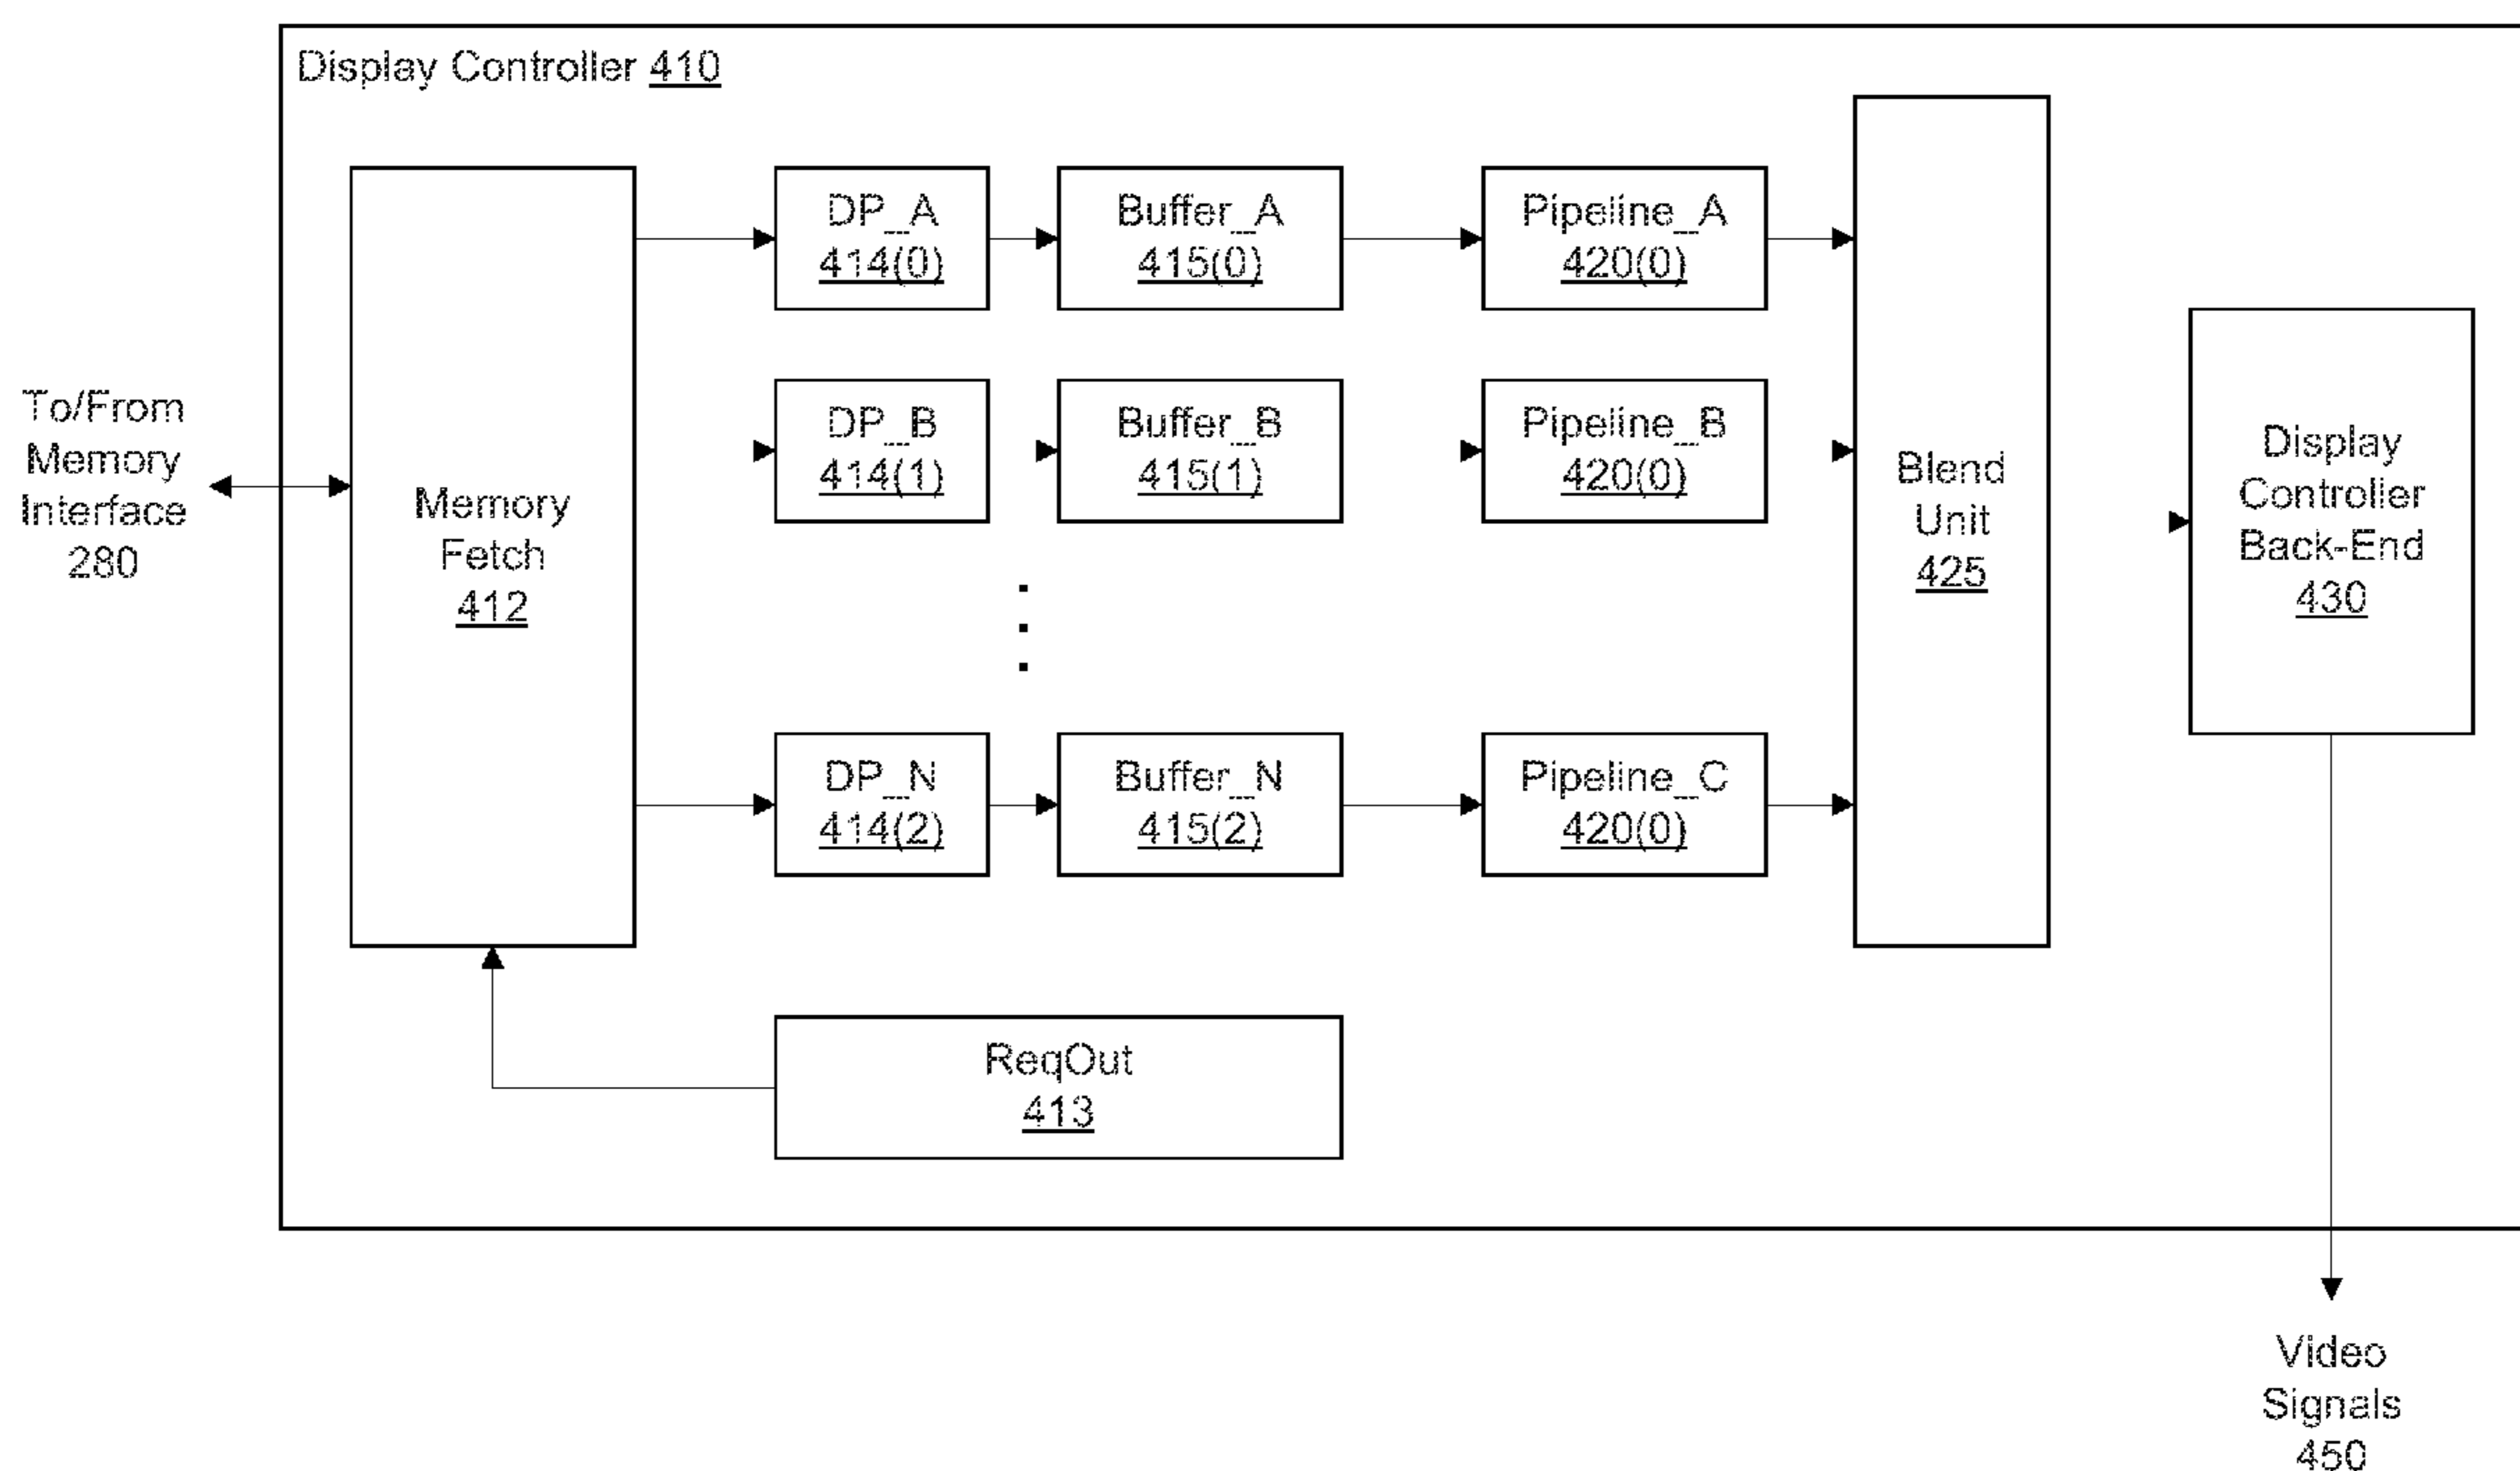 Display Controller 410
To/From
Memory
Interface
280
Memory
Fetch
412
DP_A
414(0)
Buffer_A
415(0)
Pipeline_A
420(0)
DP_B
414(1)
Buffer_B
415(1)
Pipeline_B
420(0)
DP_N
414(2)
Buffer_N
415(2)
Pipeline_C
420(0)
Blend
Unit
425
Display
Controller
Back-End
430
ReqOut
413
Video
Signals
450